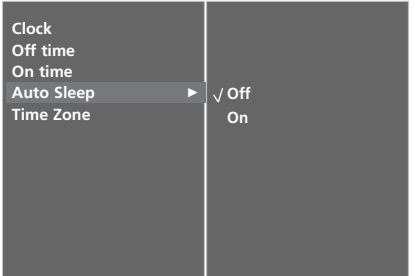 Clock
Off time
On time
Auto Sleep ►
Time Zone
√ Off
On